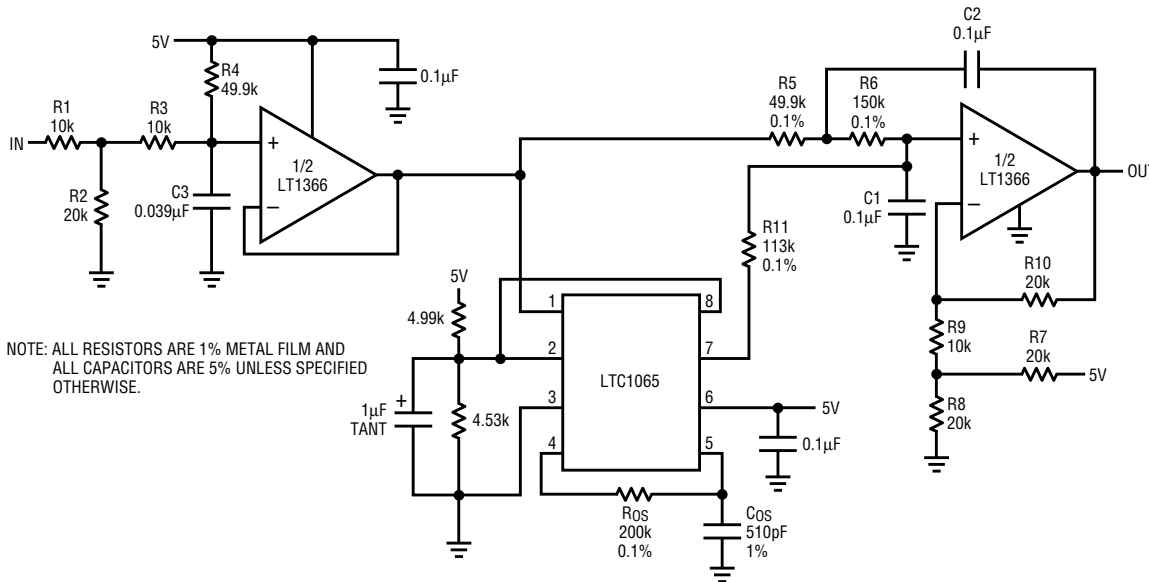 5V
R4
49.9k
0.1µF
R1
10k
R3
10k
IN
R2
20k
C3
0.039µF
+
–
1/2
LT1366
C2
0.1µF
R5
49.9k
0.1%
R6
150k
0.1%
+
–
1/2
LT1366
OUT
C1
0.1µF
R11
113k
0.1%
R10
20k
R9
10k
R7
20k
5V
R8
20k
5V
4.99k
4.53k
+
1µF
TANT
1
2
3
4
8
7
6
5
LTC1065
5V
0.1µF
ROS
200k
0.1%
COS
510pF
1%
NOTE: ALL RESISTORS ARE 1% METAL FILM AND
ALL CAPACITORS ARE 5% UNLESS SPECIFIED
OTHERWISE.